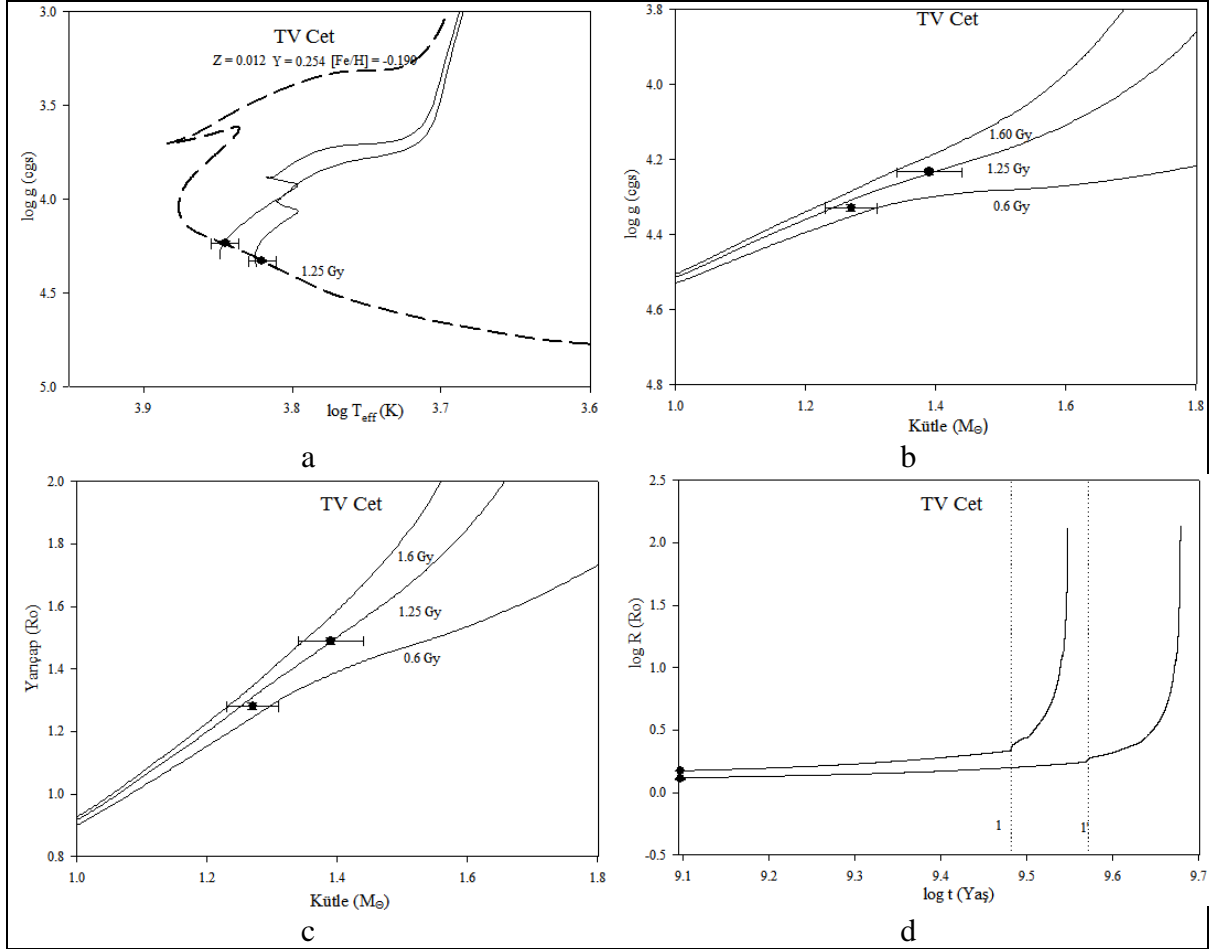 TV Cet
Z = 0.012 Y = 0.254 [Fe/H] = -0.190
3.0
3.5
4.0
4.5
5.0
log g (cgs)
1.25 Gy
3.9
3.8
3.7
3.6
log T_eff (K)
a
TV Cet
3.8
4.0
4.2
4.4
4.6
4.8
log g (cgs)
1.60 Gy
1.25 Gy
0.6 Gy
1.0
1.2
1.4
1.6
1.8
Kütle (M⊙)
b
TV Cet
2.0
1.8
1.6
1.4
1.2
1.0
0.8
Yarıçap (Ro)
1.6 Gy
1.25 Gy
0.6 Gy
1.0
1.2
1.4
1.6
1.8
Kütle (M⊙)
c
TV Cet
2.5
2.0
1.5
1.0
0.5
0.0
-0.5
log R (Ro)
1
1'
9.1
9.2
9.3
9.4
9.5
9.6
9.7
log t (Yaş)
d